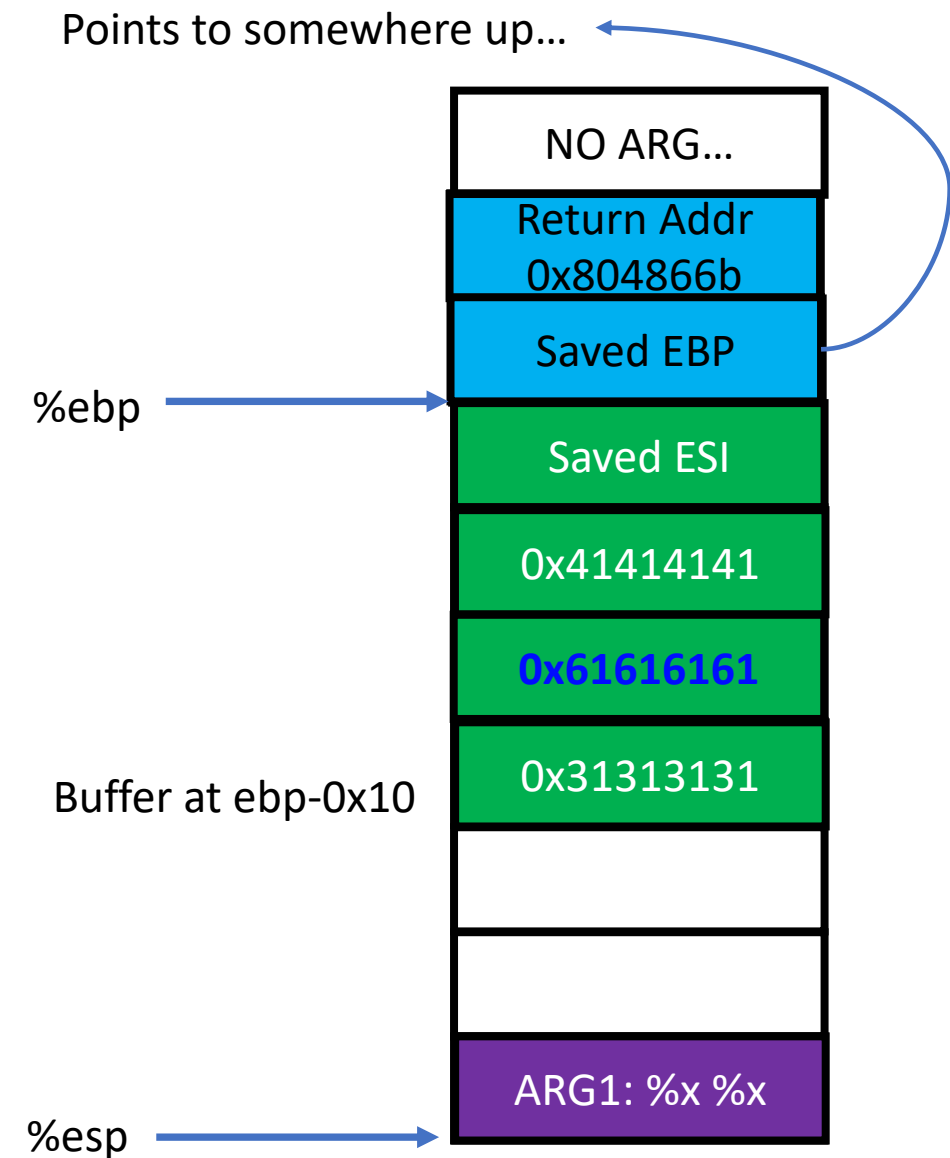 Points to somewhere up…
NO ARG…
Return Addr
0x804866b
Saved EBP
%ebp
Saved ESI
0x41414141
0x61616161
0x31313131
Buffer at ebp-0x10
ARG1: %x %x
%esp